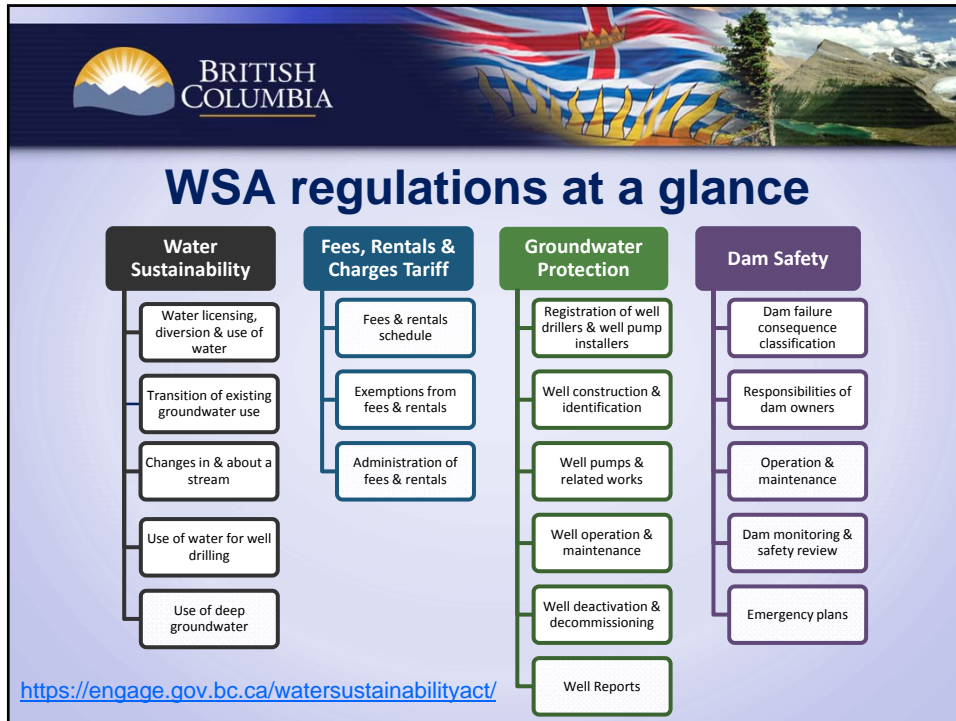 BRITISH
COLUMBIA
WSA regulations at a glance
Water
Sustainability
Water licensing,
diversion & use of
water
Transition of existing
groundwater use
Changes in & about a
stream
Use of water for well
drilling
Use of deep
groundwater
Fees, Rentals &
Charges Tariff
Fees & rentals
schedule
Exemptions from
fees & rentals
Administration of
fees & rentals
Groundwater
Protection
Registration of well
drillers & well pump
installers
Well construction &
identification
Well pumps &
related works
Well operation &
maintenance
Well deactivation &
decommissioning
Well Reports
Dam Safety
Dam failure
consequence
classification
Responsibilities of
dam owners
Operation &
maintenance
Dam monitoring &
safety review
Emergency plans
https://engage.gov.bc.ca/watersustainabilityact/